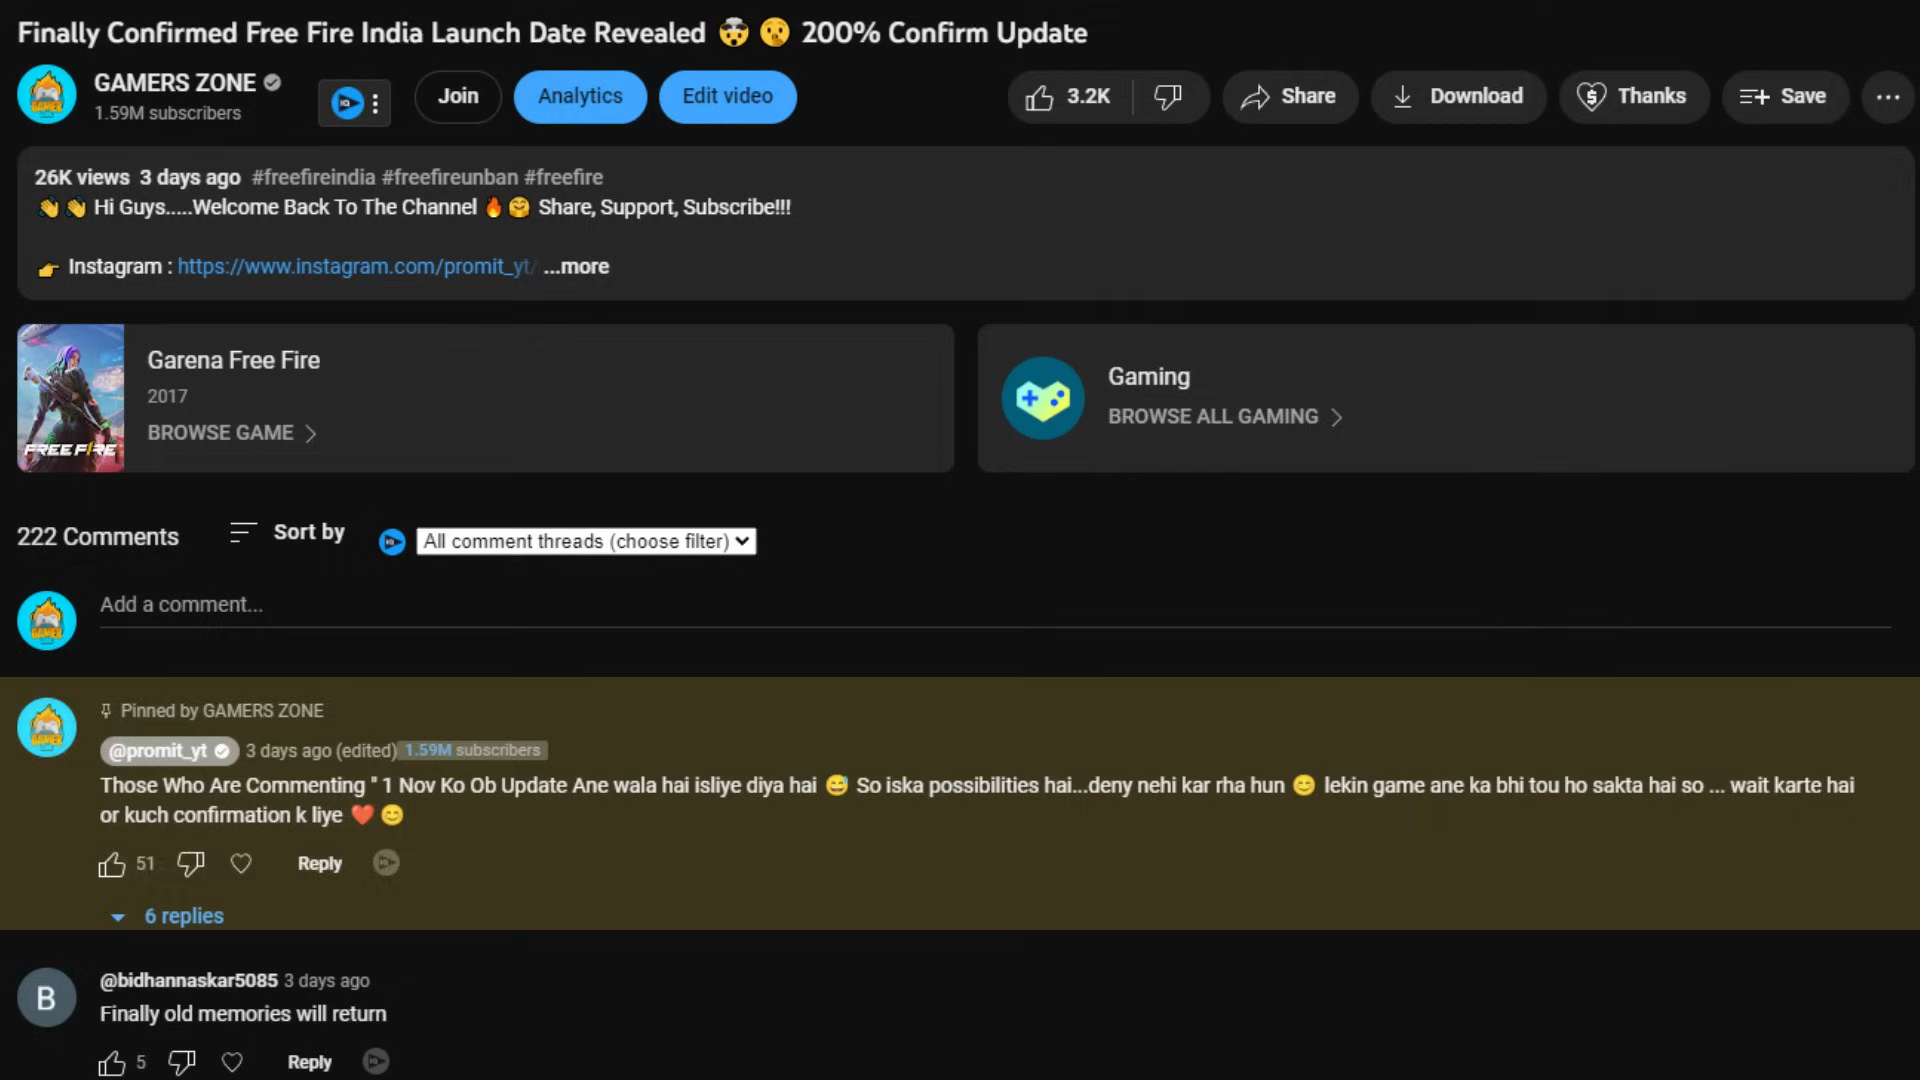 Finally Confirmed Free Fire India Launch Date Revealed 🤯 🤫 200% Confirm Update
GAMERS ZONE
1.59M subscribers
Join
Analytics
Edit video
3.2K
Share
Download
Thanks
Save
26K views 3 days ago #freefireindia #freefireunban #freefire
👋 👋 Hi Guys.....Welcome Back To The Channel 🔥 🤗 Share, Support, Subscribe!!!
👉 Instagram : https://www.instagram.com/promit_yt/ ...more
FREE FIRE
Garena Free Fire
2017
BROWSE GAME
Gaming
BROWSE ALL GAMING
222 Comments
Sort by
All comment threads (choose filter)
Add a comment...
Pinned by GAMERS ZONE
@promit_yt 3 days ago (edited) 1.59M subscribers
Those Who Are Commenting " 1 Nov Ko Ob Update Ane wala hai isliye diya hai 😅 So iska possibilities hai...deny nehi kar rha hun 😊 lekin game ane ka bhi tou ho sakta hai so ... wait karte hai
or kuch confirmation k liye ❤️ 😊
51
Reply
6 replies
B
@bidhannaskar5085 3 days ago
Finally old memories will return
5
Reply